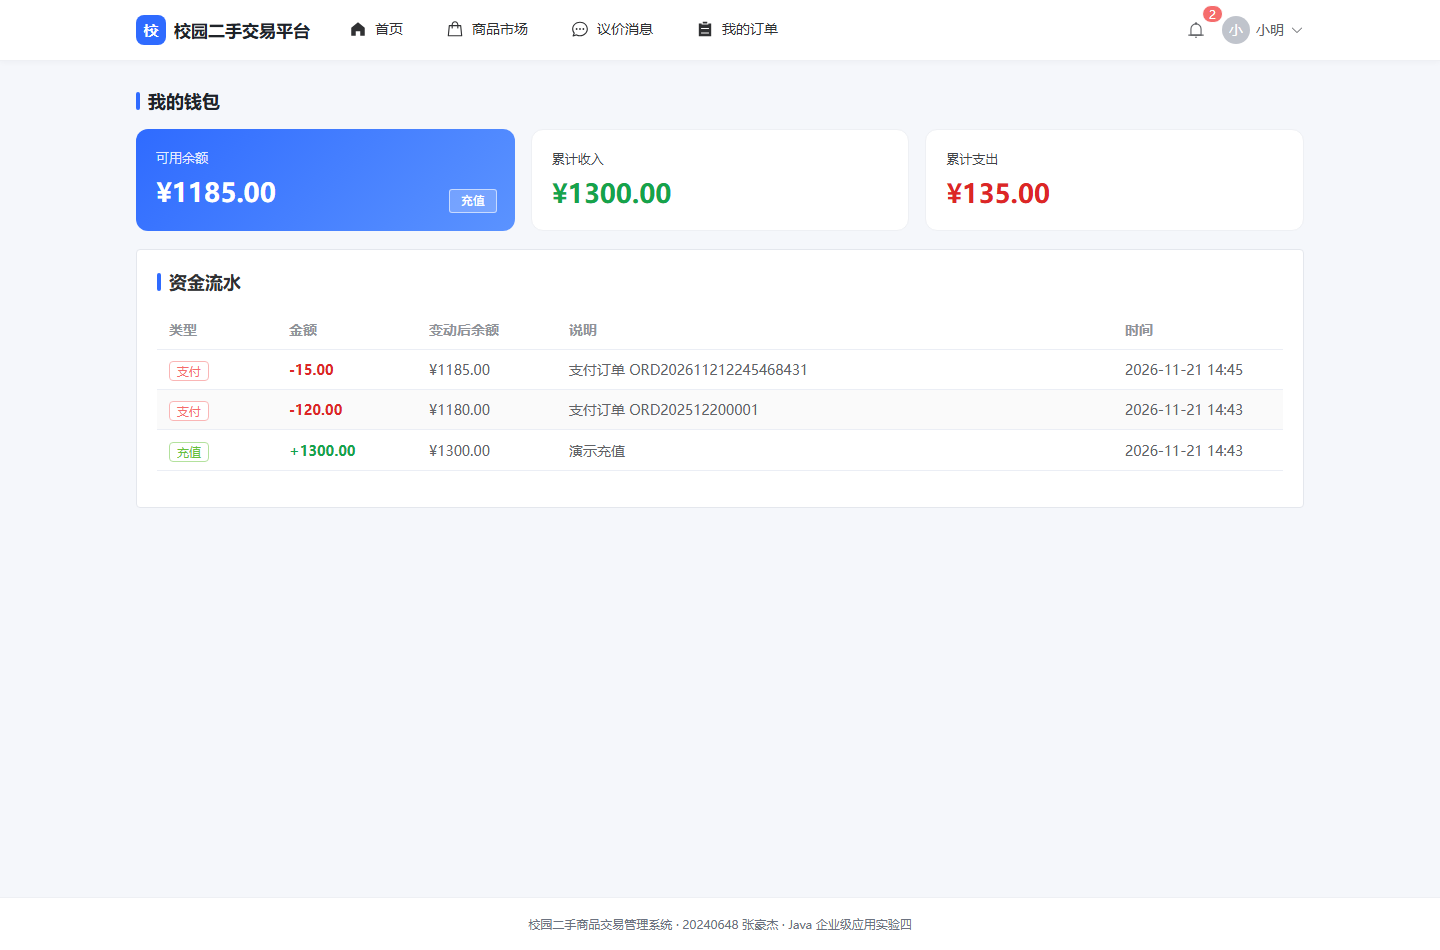 校 校园二手交易平台 首页 商品市场 议价消息 我的订单 2 小 小明
我的钱包
可用余额
¥1185.00
充值
累计收入
¥1300.00
累计支出
¥135.00
资金流水
类型 金额 变动后余额 说明 时间
支付 -15.00 ¥1185.00 支付订单 ORD202611212245468431 2026-11-21 14:45
支付 -120.00 ¥1180.00 支付订单 ORD202512200001 2026-11-21 14:43
充值 +1300.00 ¥1300.00 演示充值 2026-11-21 14:43
校园二手商品交易管理系统 · 20240648 张豪杰 · Java 企业级应用实验四